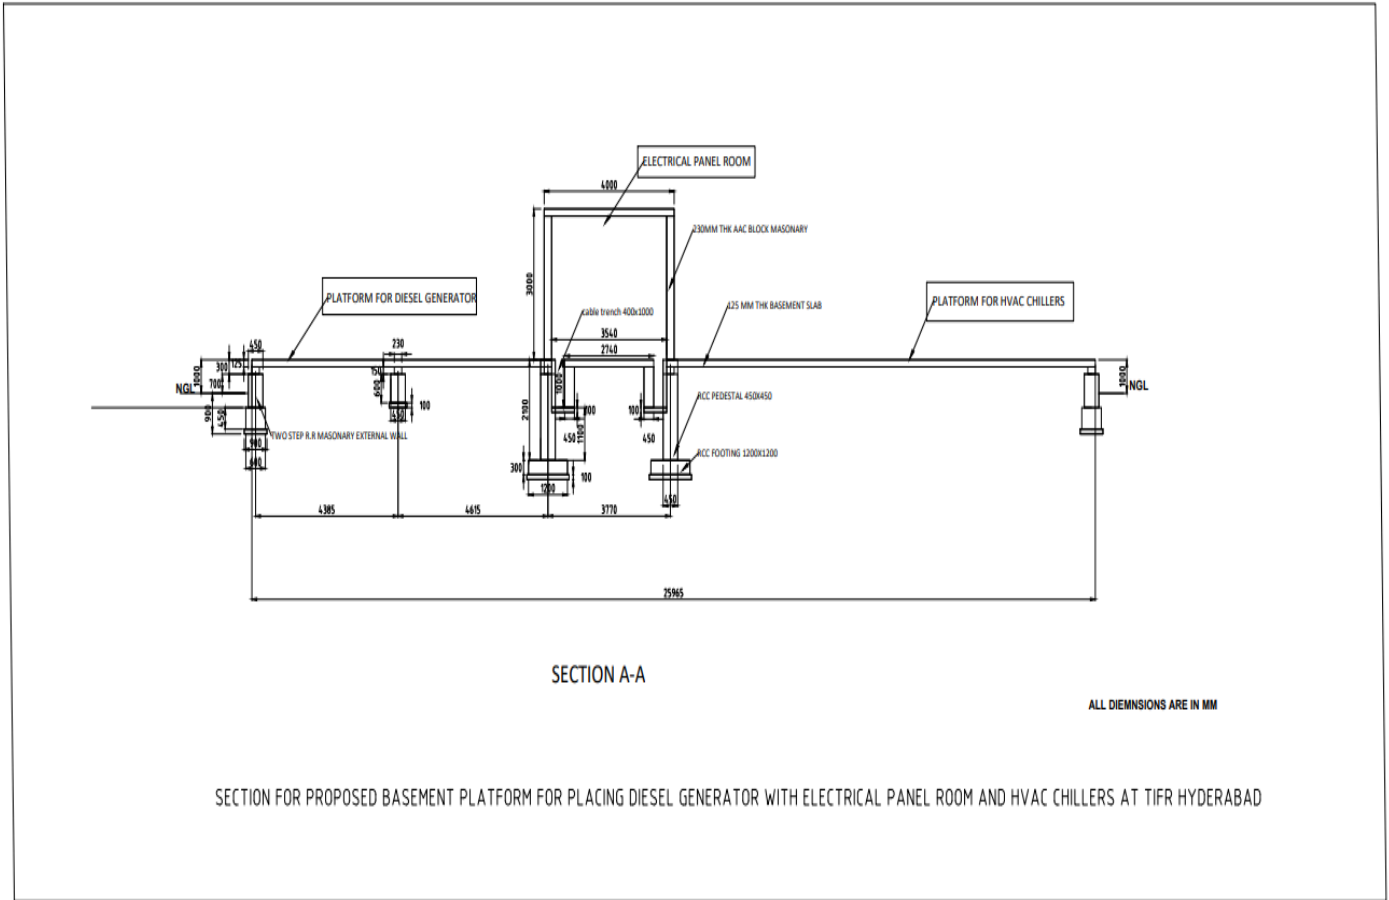 ELECTRICAL PANEL ROOM
4000
230MM THK AAC BLOCK MASONARY
3000
PLATFORM FOR DIESEL GENERATOR
PLATFORM FOR HVAC CHILLERS
cable trench 400x1000
125 MM THK BASEMENT SLAB
3540
2740
450
230
300
125
150
1000
700
600
NGL
1000
1000
NGL
900
450
450
100
2100
300
100
RCC PEDESTAL 450X450
TWO STEP R.R MASONARY EXTERNAL WALL
450
1100
450
900
600
RCC FOOTING 1200X1200
300
100
1200
450
4385
4615
3770
25965
SECTION A-A
ALL DIEMNSIONS ARE IN MM
SECTION FOR PROPOSED BASEMENT PLATFORM FOR PLACING DIESEL GENERATOR WITH ELECTRICAL PANEL ROOM AND HVAC CHILLERS AT TIFR HYDERABAD